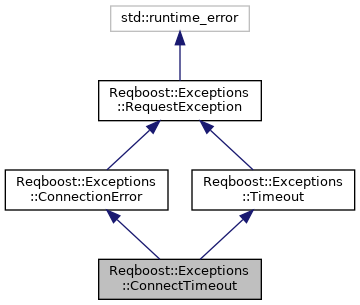 std::runtime_error
Reqboost::Exceptions
::RequestException
Reqboost::Exceptions
::ConnectionError
Reqboost::Exceptions
::Timeout
Reqboost::Exceptions
::ConnectTimeout